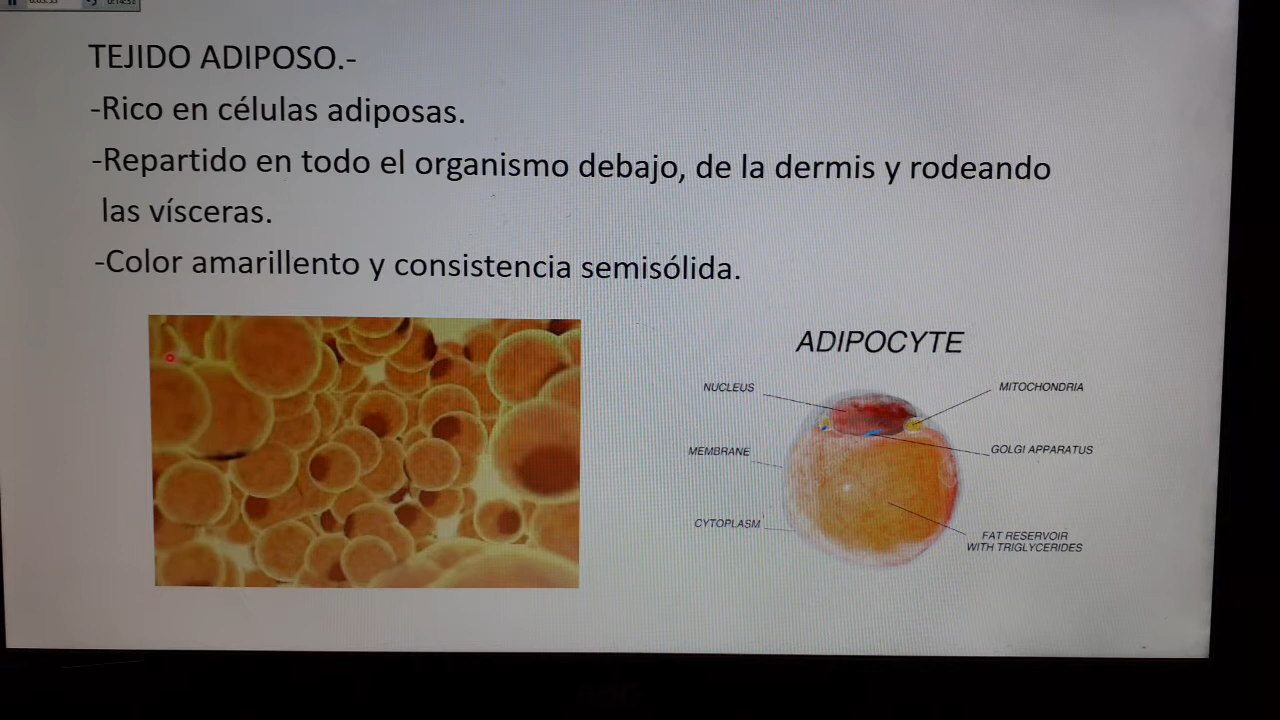 TEJIDO ADIPOSO.-
-Rico en células adiposas.
-Repartido en todo el organismo debajo, de la dermis y rodeando
las vísceras.
-Color amarillento y consistencia semisólida.
ADIPOCYTE
NUCLEUS
MITOCHONDRIA
MEMBRANE
GOLGI APPARATUS
CYTOPLASM
FAT RESERVOIR
WITH TRIGLYCERIDES